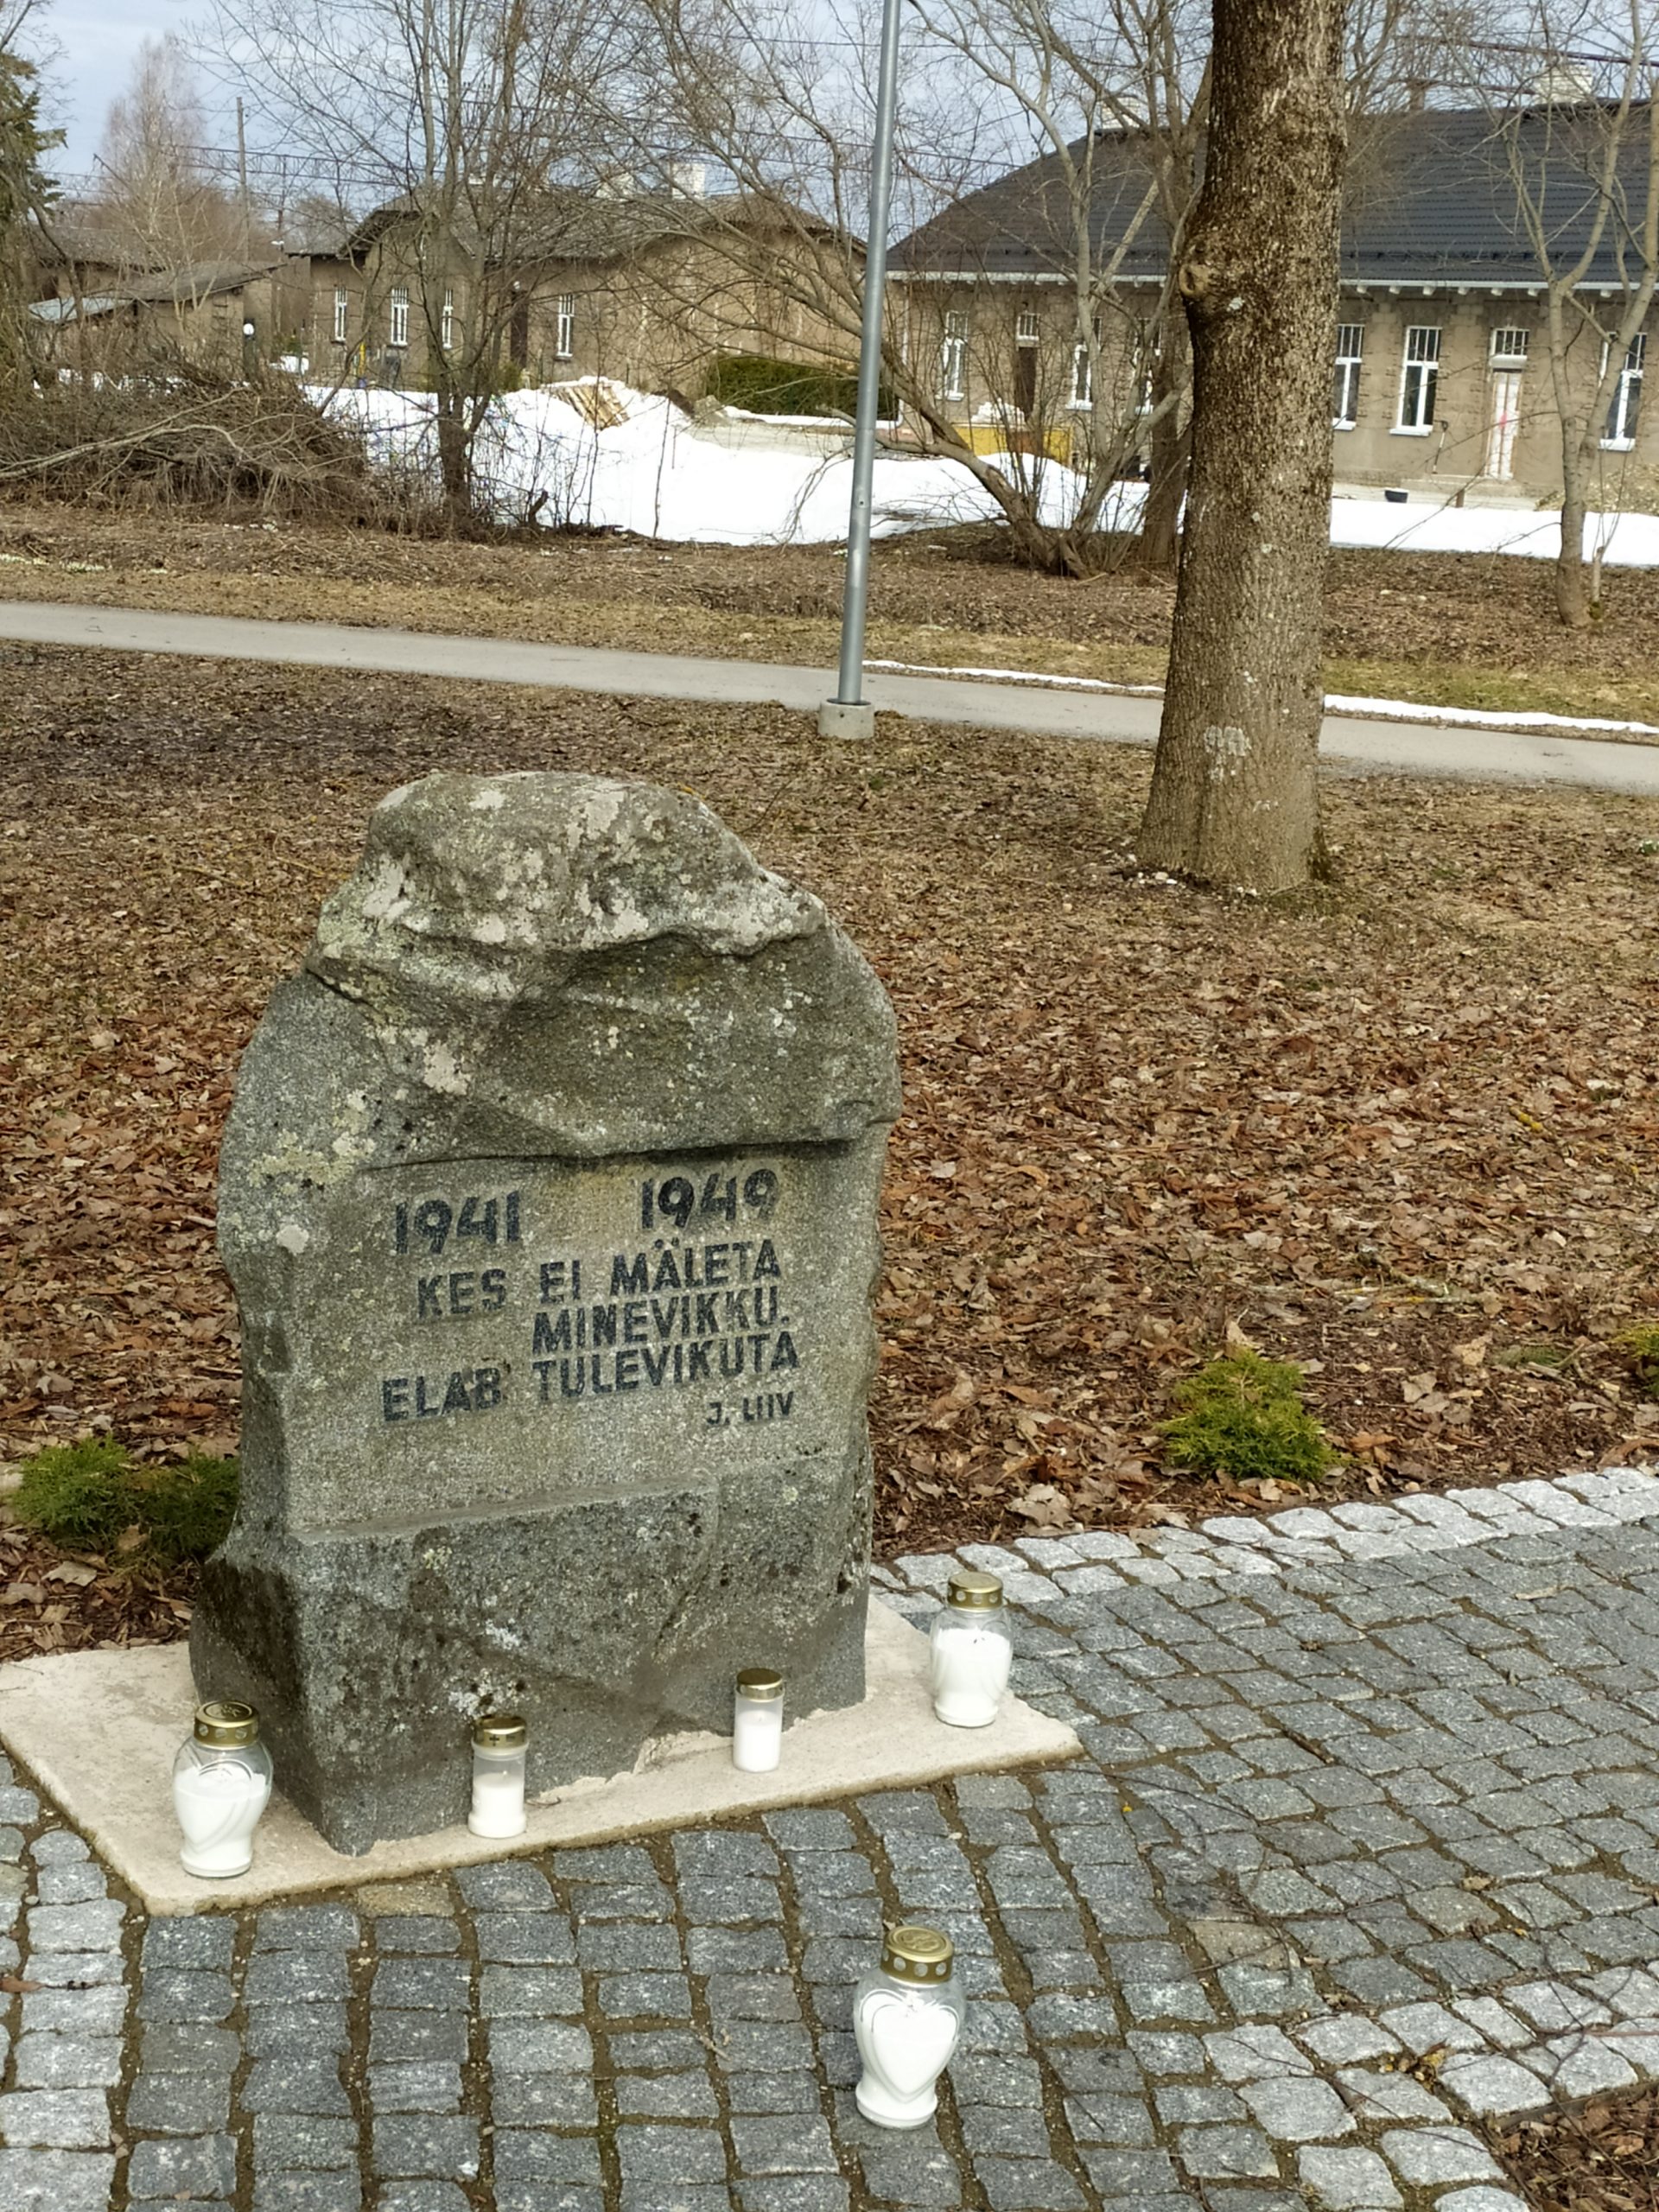 1941 1949
KES EI MÄLETA
MINEVIKKU.
ELAB TULEVIKUTA
J. LIIV